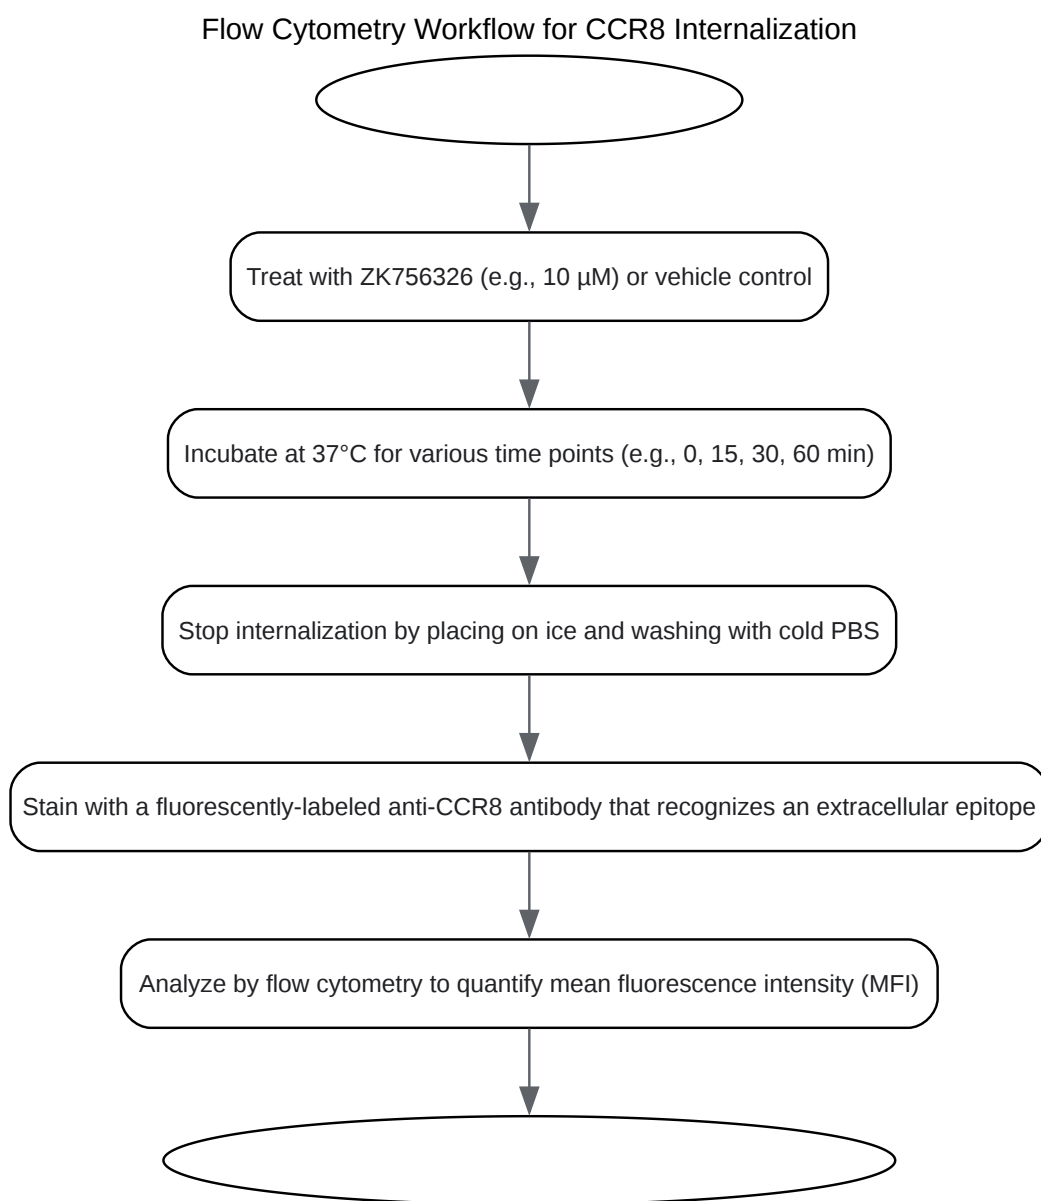 Flow Cytometry Workflow for CCR8 Internalization
Treat with ZK756326 (e.g., 10 µM) or vehicle control
Incubate at 37°C for various time points (e.g., 0, 15, 30, 60 min)
Stop internalization by placing on ice and washing with cold PBS
Stain with a fluorescently-labeled anti-CCR8 antibody that recognizes an extracellular epitope
Analyze by flow cytometry to quantify mean fluorescence intensity (MFI)